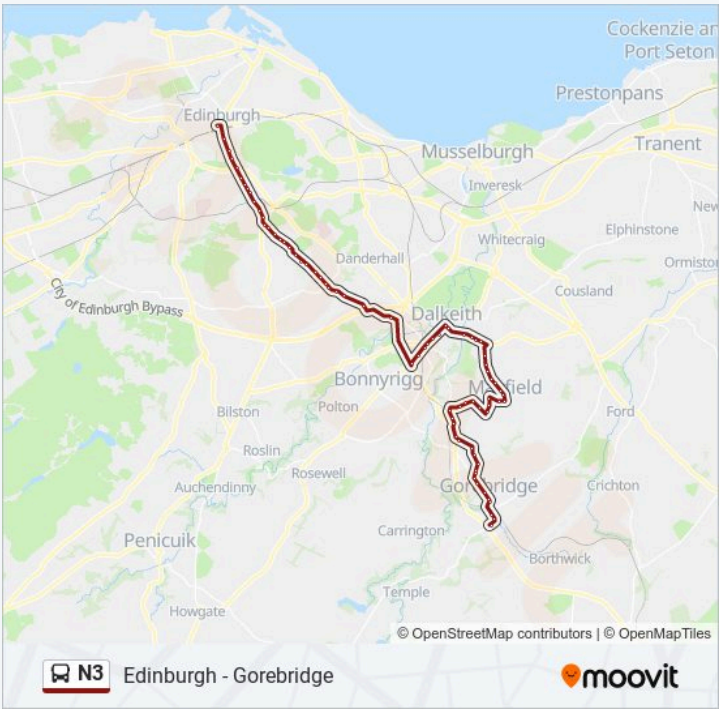 Cockenzie an
Port Seton
Prestonpans
Edinburgh
Tranent
Musselburgh
Inveresk
New
Elphinstone
Whitecraig
Danderhall
Ormisto
City of Edinburgh Bypass
Cousland
Dalkeith
Bonnyrigg
Mayfield
Polton
Bilston
Ford
Roslin
Rosewell
Auchendinny
Gorebridge
Crichton
Carrington
Penicuik
Borthwick
Temple
Howgate
© OpenStreetMap contributors | © OpenMapTiles
N3 Edinburgh - Gorebridge
moovit